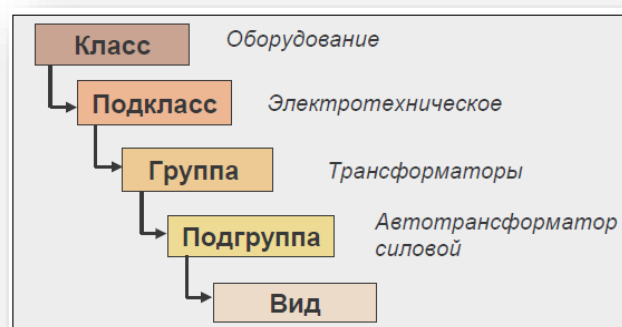 Класс Оборудование
Подкласс Электротехническое
Группа Трансформаторы
Подгруппа Автотрансформатор
силовой
Вид